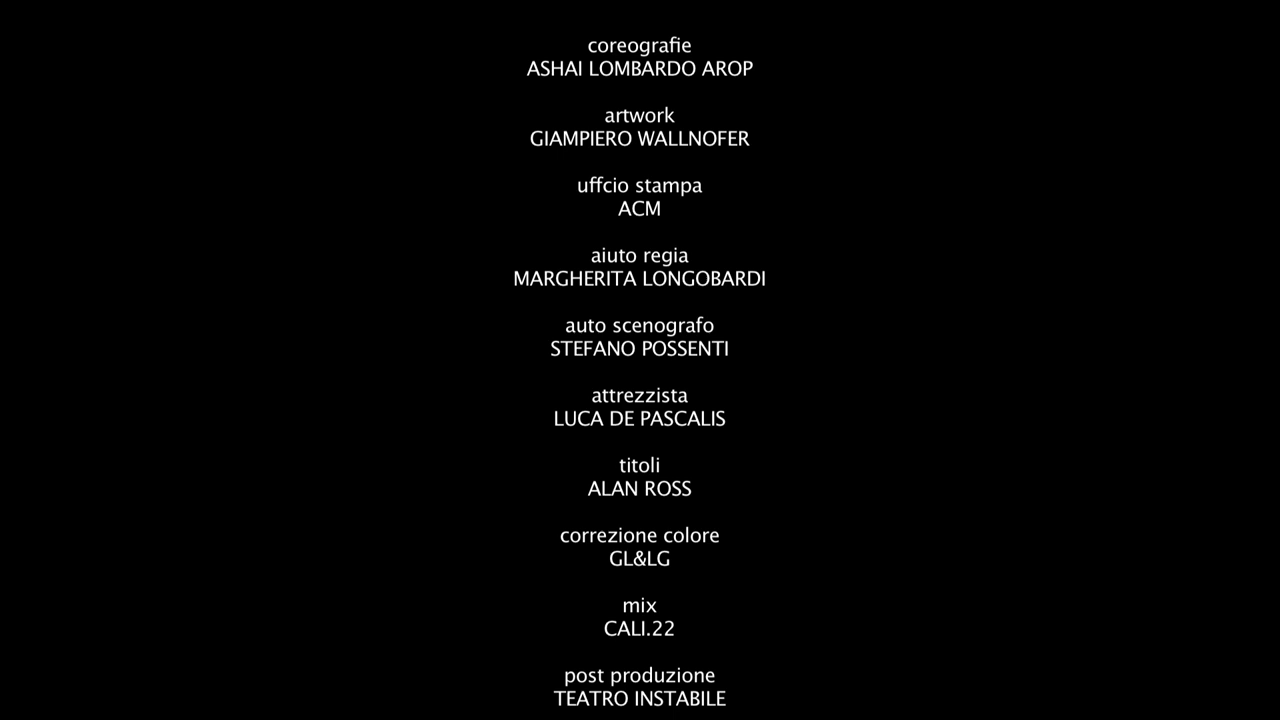 coreografie
ASHAI LOMBARDO AROP
artwork
GIAMPIERO WALLNOFER
uffcio stampa
ACM
aiuto regia
MARGHERITA LONGOBARDI
auto scenografo
STEFANO POSSENTI
attrezzista
LUCA DE PASCALIS
titoli
ALAN ROSS
correzione colore
GL&LG
mix
CALI.22
post produzione
TEATRO INSTABILE